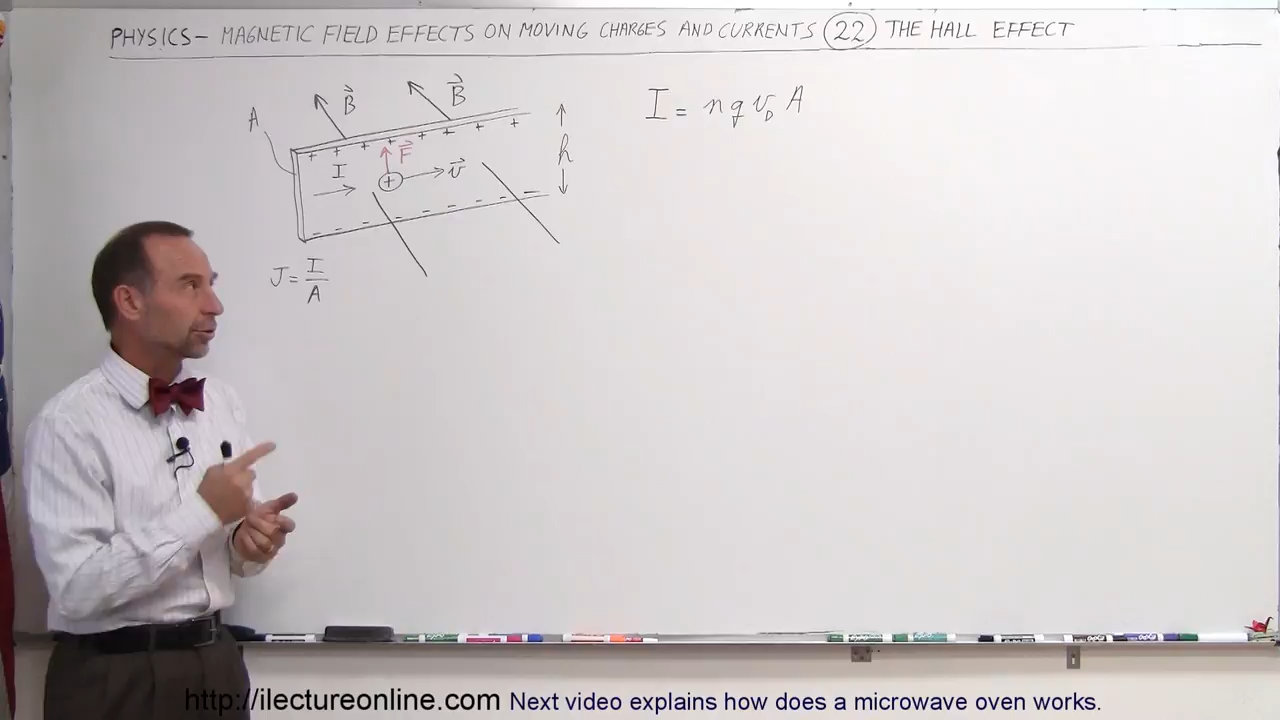 PHYSICS- MAGNETIC FIELD EFFECTS ON MOVING CHARGES AND CURRENTS 22 THE HALL EFFECT
B⃗ B⃗
I = n q v_D A
A
+ + + + + + + +
h
I F⃗
+ v⃗
- - - - - - - - -
J = I/A
http://ilectureonline.com Next video explains how does a microwave oven works.